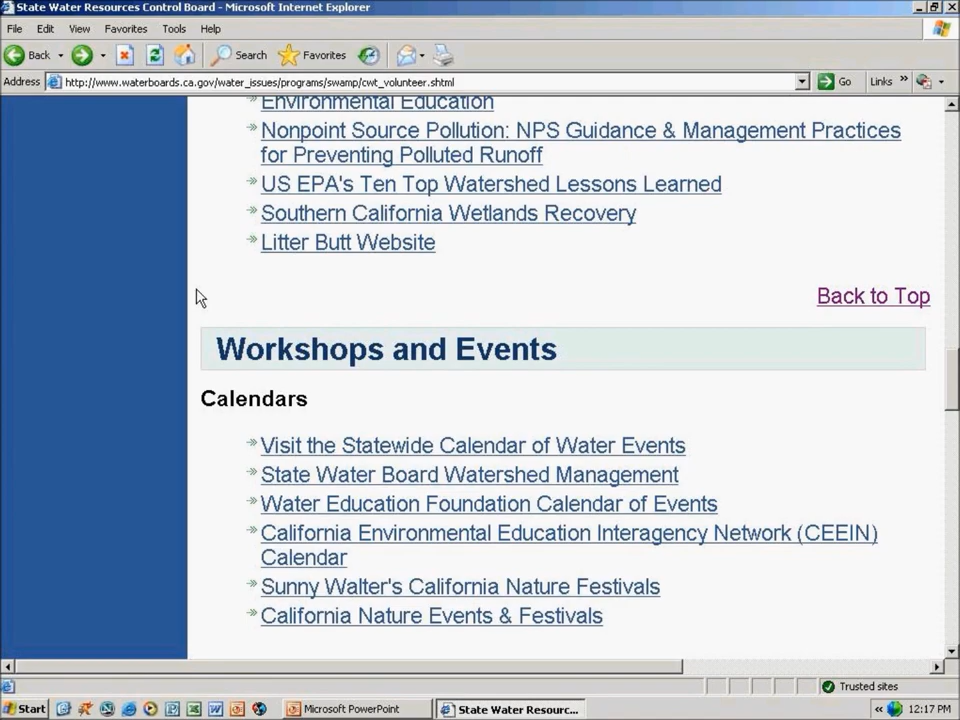 State Water Resources Control Board - Microsoft Internet Explorer
File Edit View Favorites Tools Help
Back Search Favorites
Address http://www.waterboards.ca.gov/water_issues/programs/swamp/cwt_volunteer.shtml Go Links »
Environmental Education
Nonpoint Source Pollution: NPS Guidance & Management Practices
for Preventing Polluted Runoff
US EPA's Ten Top Watershed Lessons Learned
Southern California Wetlands Recovery
Litter Butt Website
Back to Top
Workshops and Events
Calendars
Visit the Statewide Calendar of Water Events
State Water Board Watershed Management
Water Education Foundation Calendar of Events
California Environmental Education Interagency Network (CEEIN)
Calendar
Sunny Walter's California Nature Festivals
California Nature Events & Festivals
Trusted sites
Start Microsoft PowerPoint State Water Resourc... « 12:17 PM